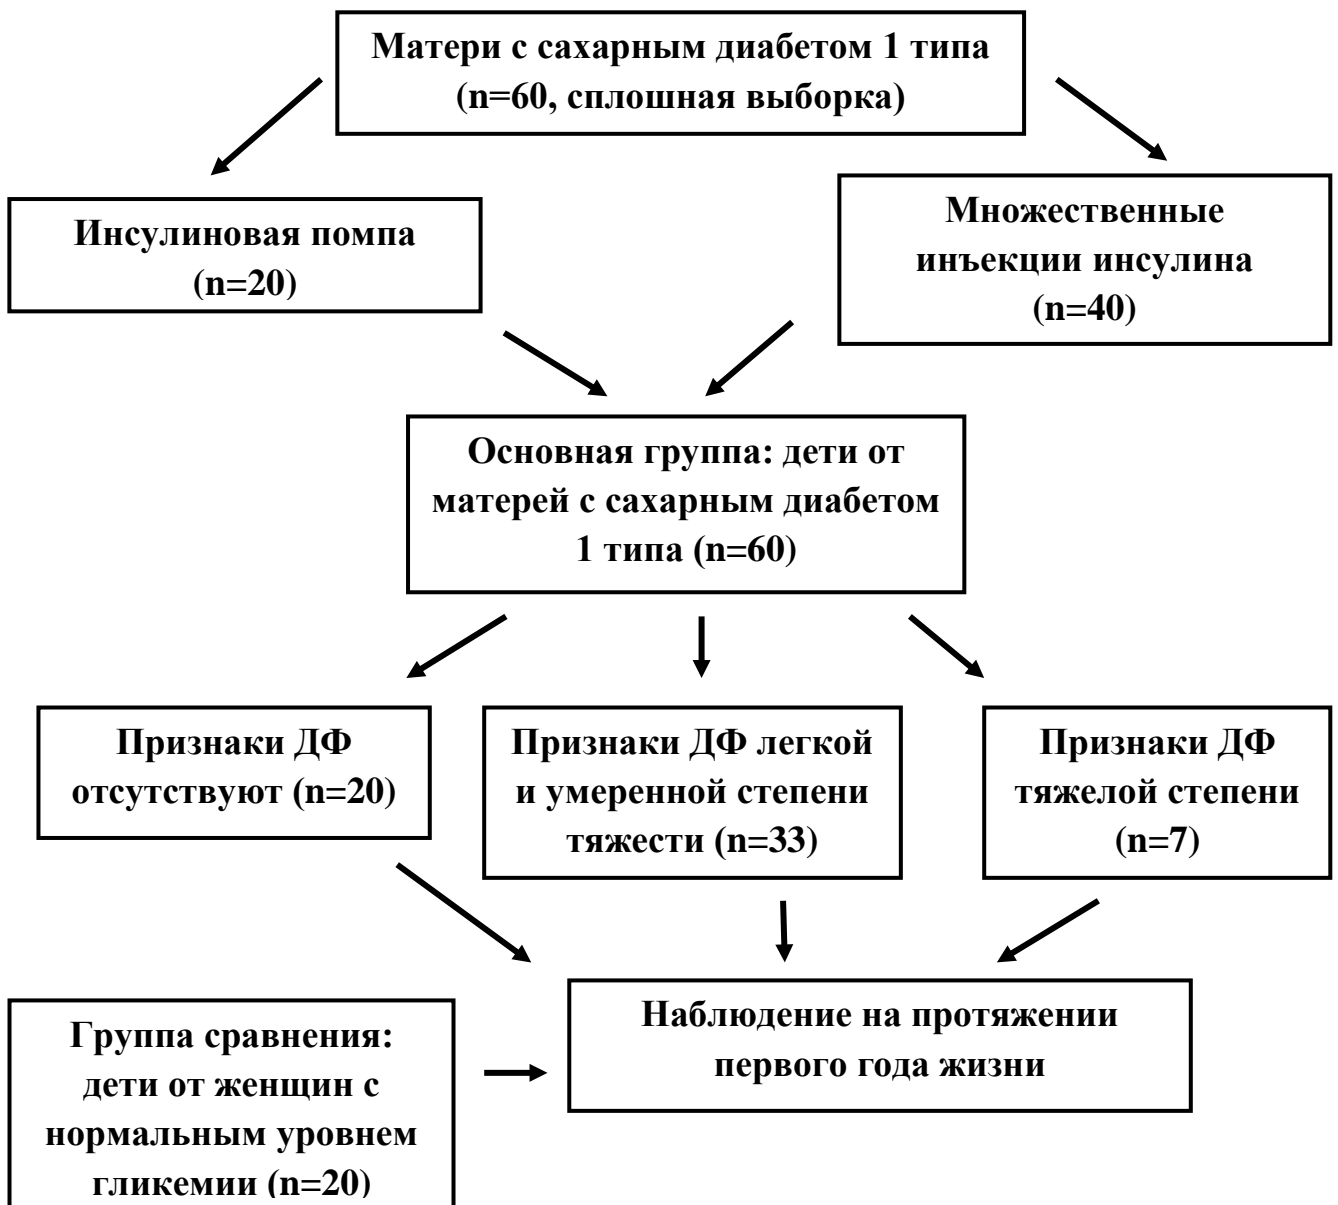 Матери с сахарным диабетом 1 типа
(n=60, сплошная выборка)
Инсулиновая помпа
(n=20)
Множественные
инъекции инсулина
(n=40)
Основная группа: дети от
матерей с сахарным диабетом
1 типа (n=60)
Признаки ДФ
отсутствуют (n=20)
Признаки ДФ легкой
и умеренной степени
тяжести (n=33)
Признаки ДФ
тяжелой степени
(n=7)
Группа сравнения:
дети от женщин с
нормальным уровнем
гликемии (n=20)
Наблюдение на протяжении
первого года жизни